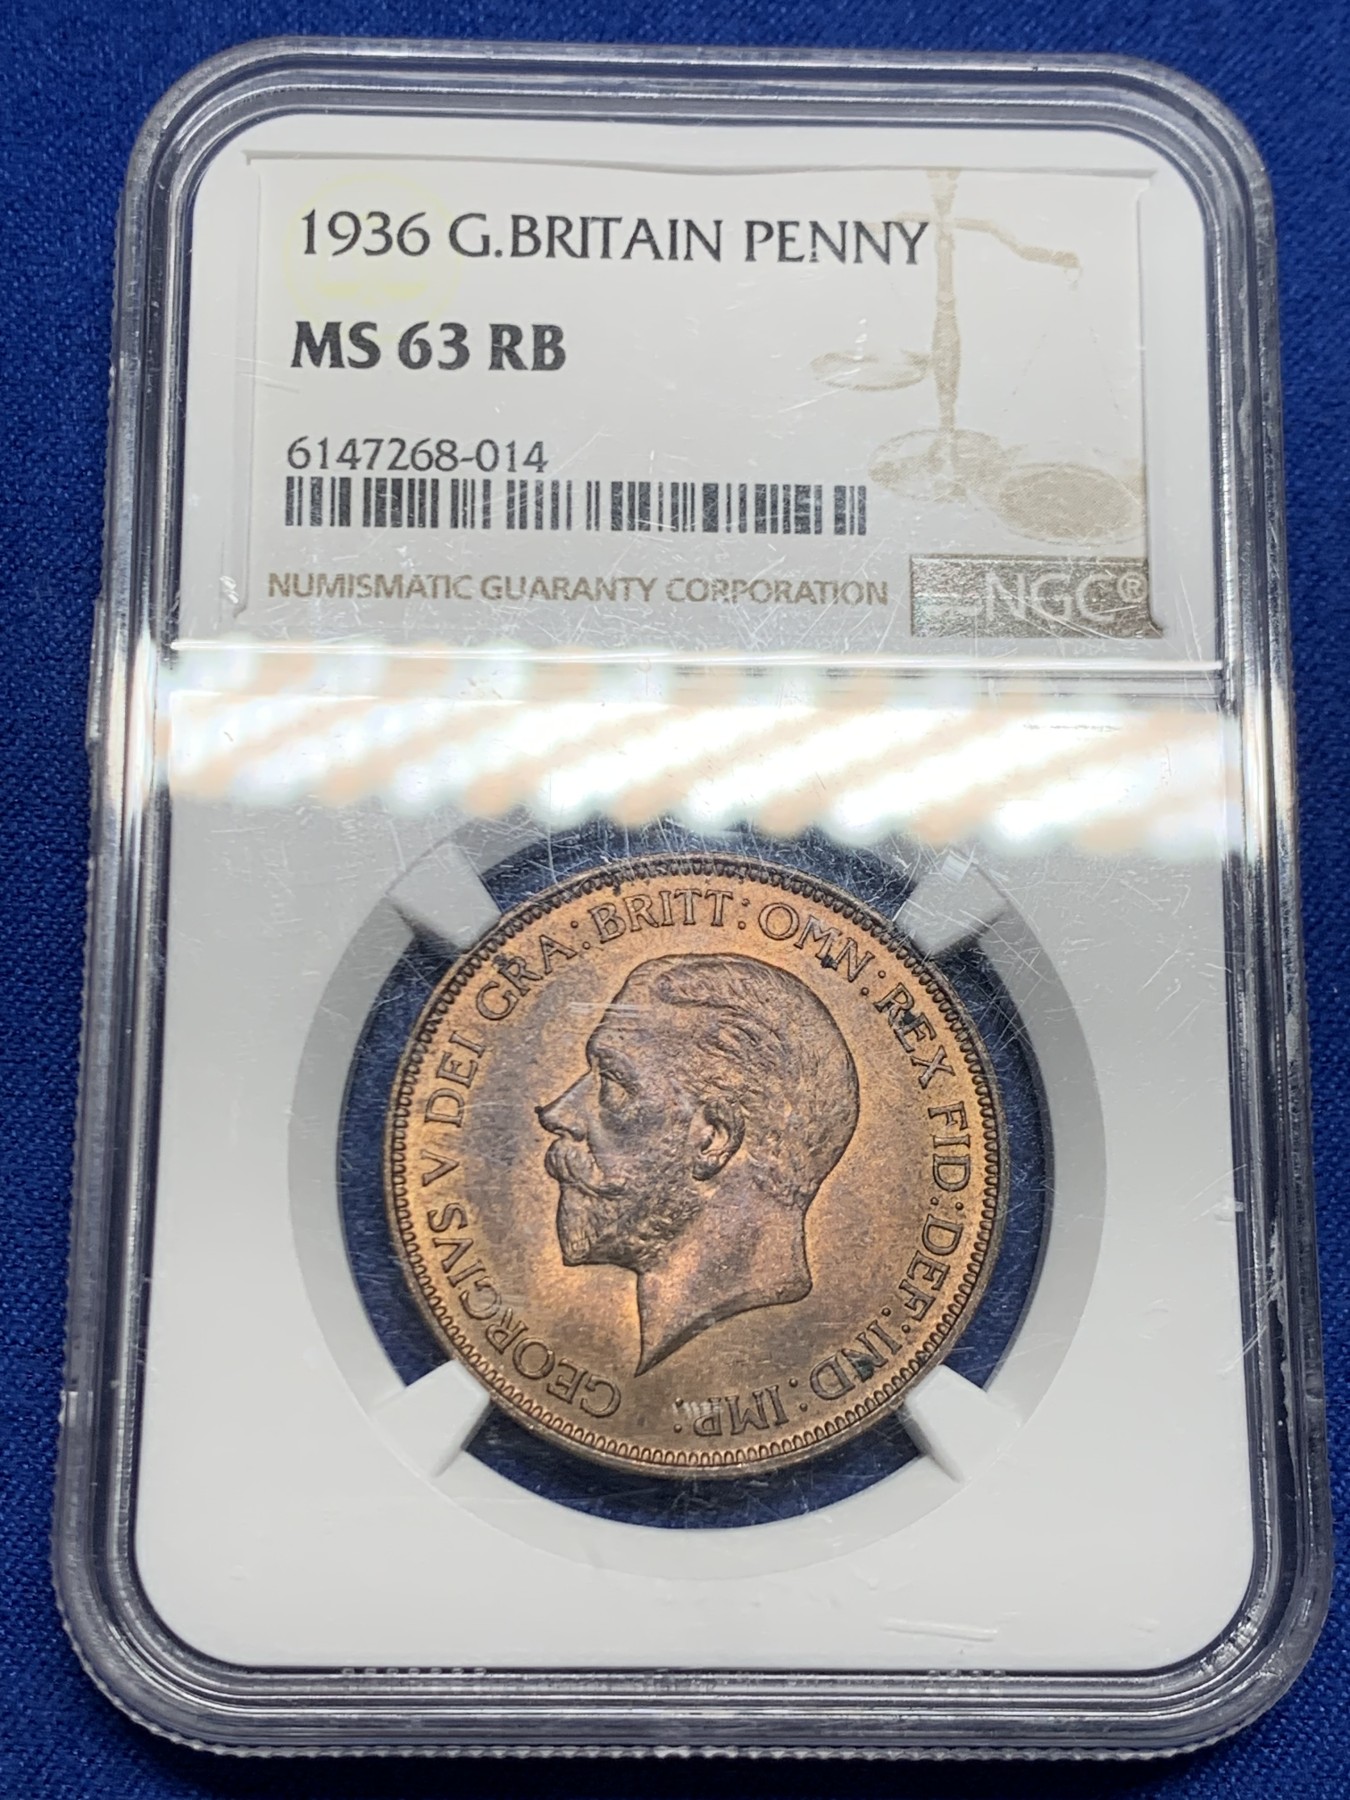 1936 G.BRITAIN PENNY
MS 63 RB
6147268-014
NUMISMATIC GUARANTY CORPORATION
NGC®
GEORGIVS V DEI GRA: BRITT: OMN: REX FID: DEF: IND: IMP: